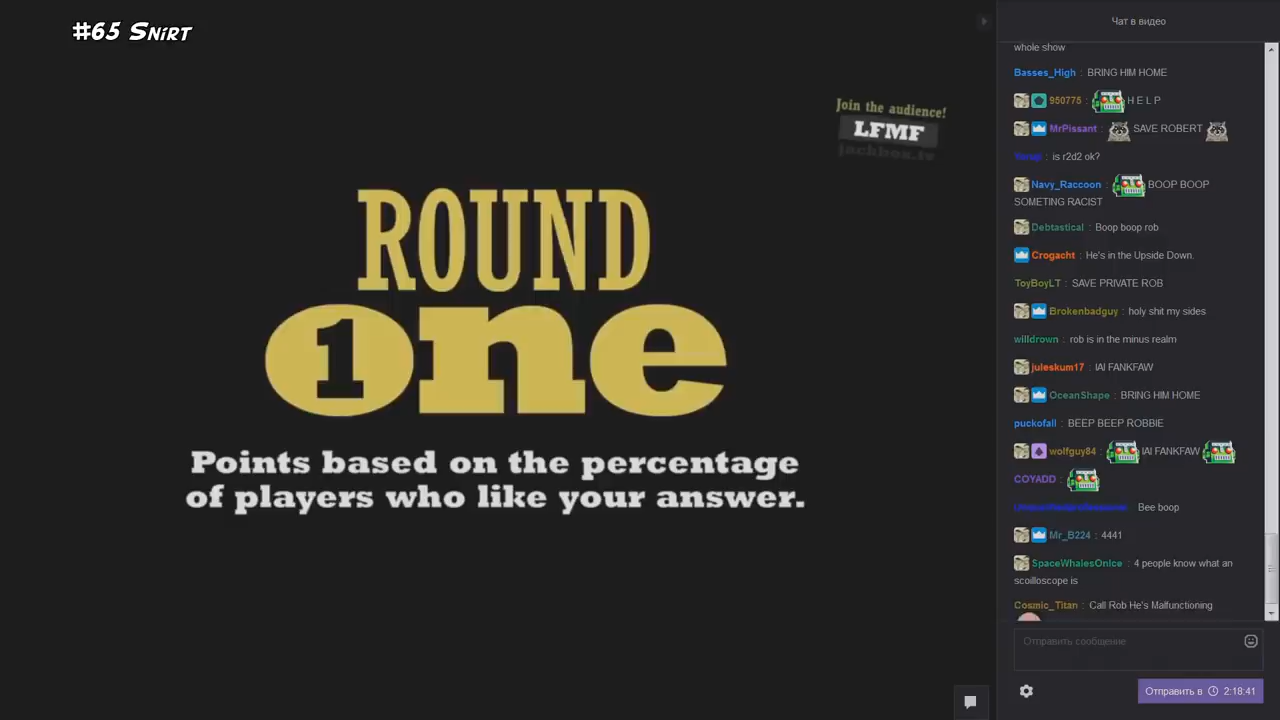 #65 Snirt
Join the audience!
LFMF
jackbox.tv
ROUND
1
one
Points based on the percentage
of players who like your answer.
Чат в видео
whole show
Basses_High : BRING HIM HOME
950775 : H E L P
MrPissant : SAVE ROBERT
: is r2d2 ok?
Navy_Raccoon : BOOP BOOP
SOMETING RACIST
Debtastical : Boop boop rob
Crogacht : He's in the Upside Down.
ToyBoyLT : SAVE PRIVATE ROB
Brokenbadguy : holy shit my sides
willdrown : rob is in the minus realm
juleskum17 : IAI FANKFAW
OceanShape : BRING HIM HOME
puckofall : BEEP BEEP ROBBIE
wolfguy84 : IAI FANKFAW
COYADD :
Bee boop
Mr_B224 : 4441
SpaceWhalesOnIce : 4 people know what an
scoilloscope is
Cosmic_Titan : Call Rob He's Malfunctioning
Отправить сообщение
Отправить в 2:18:41